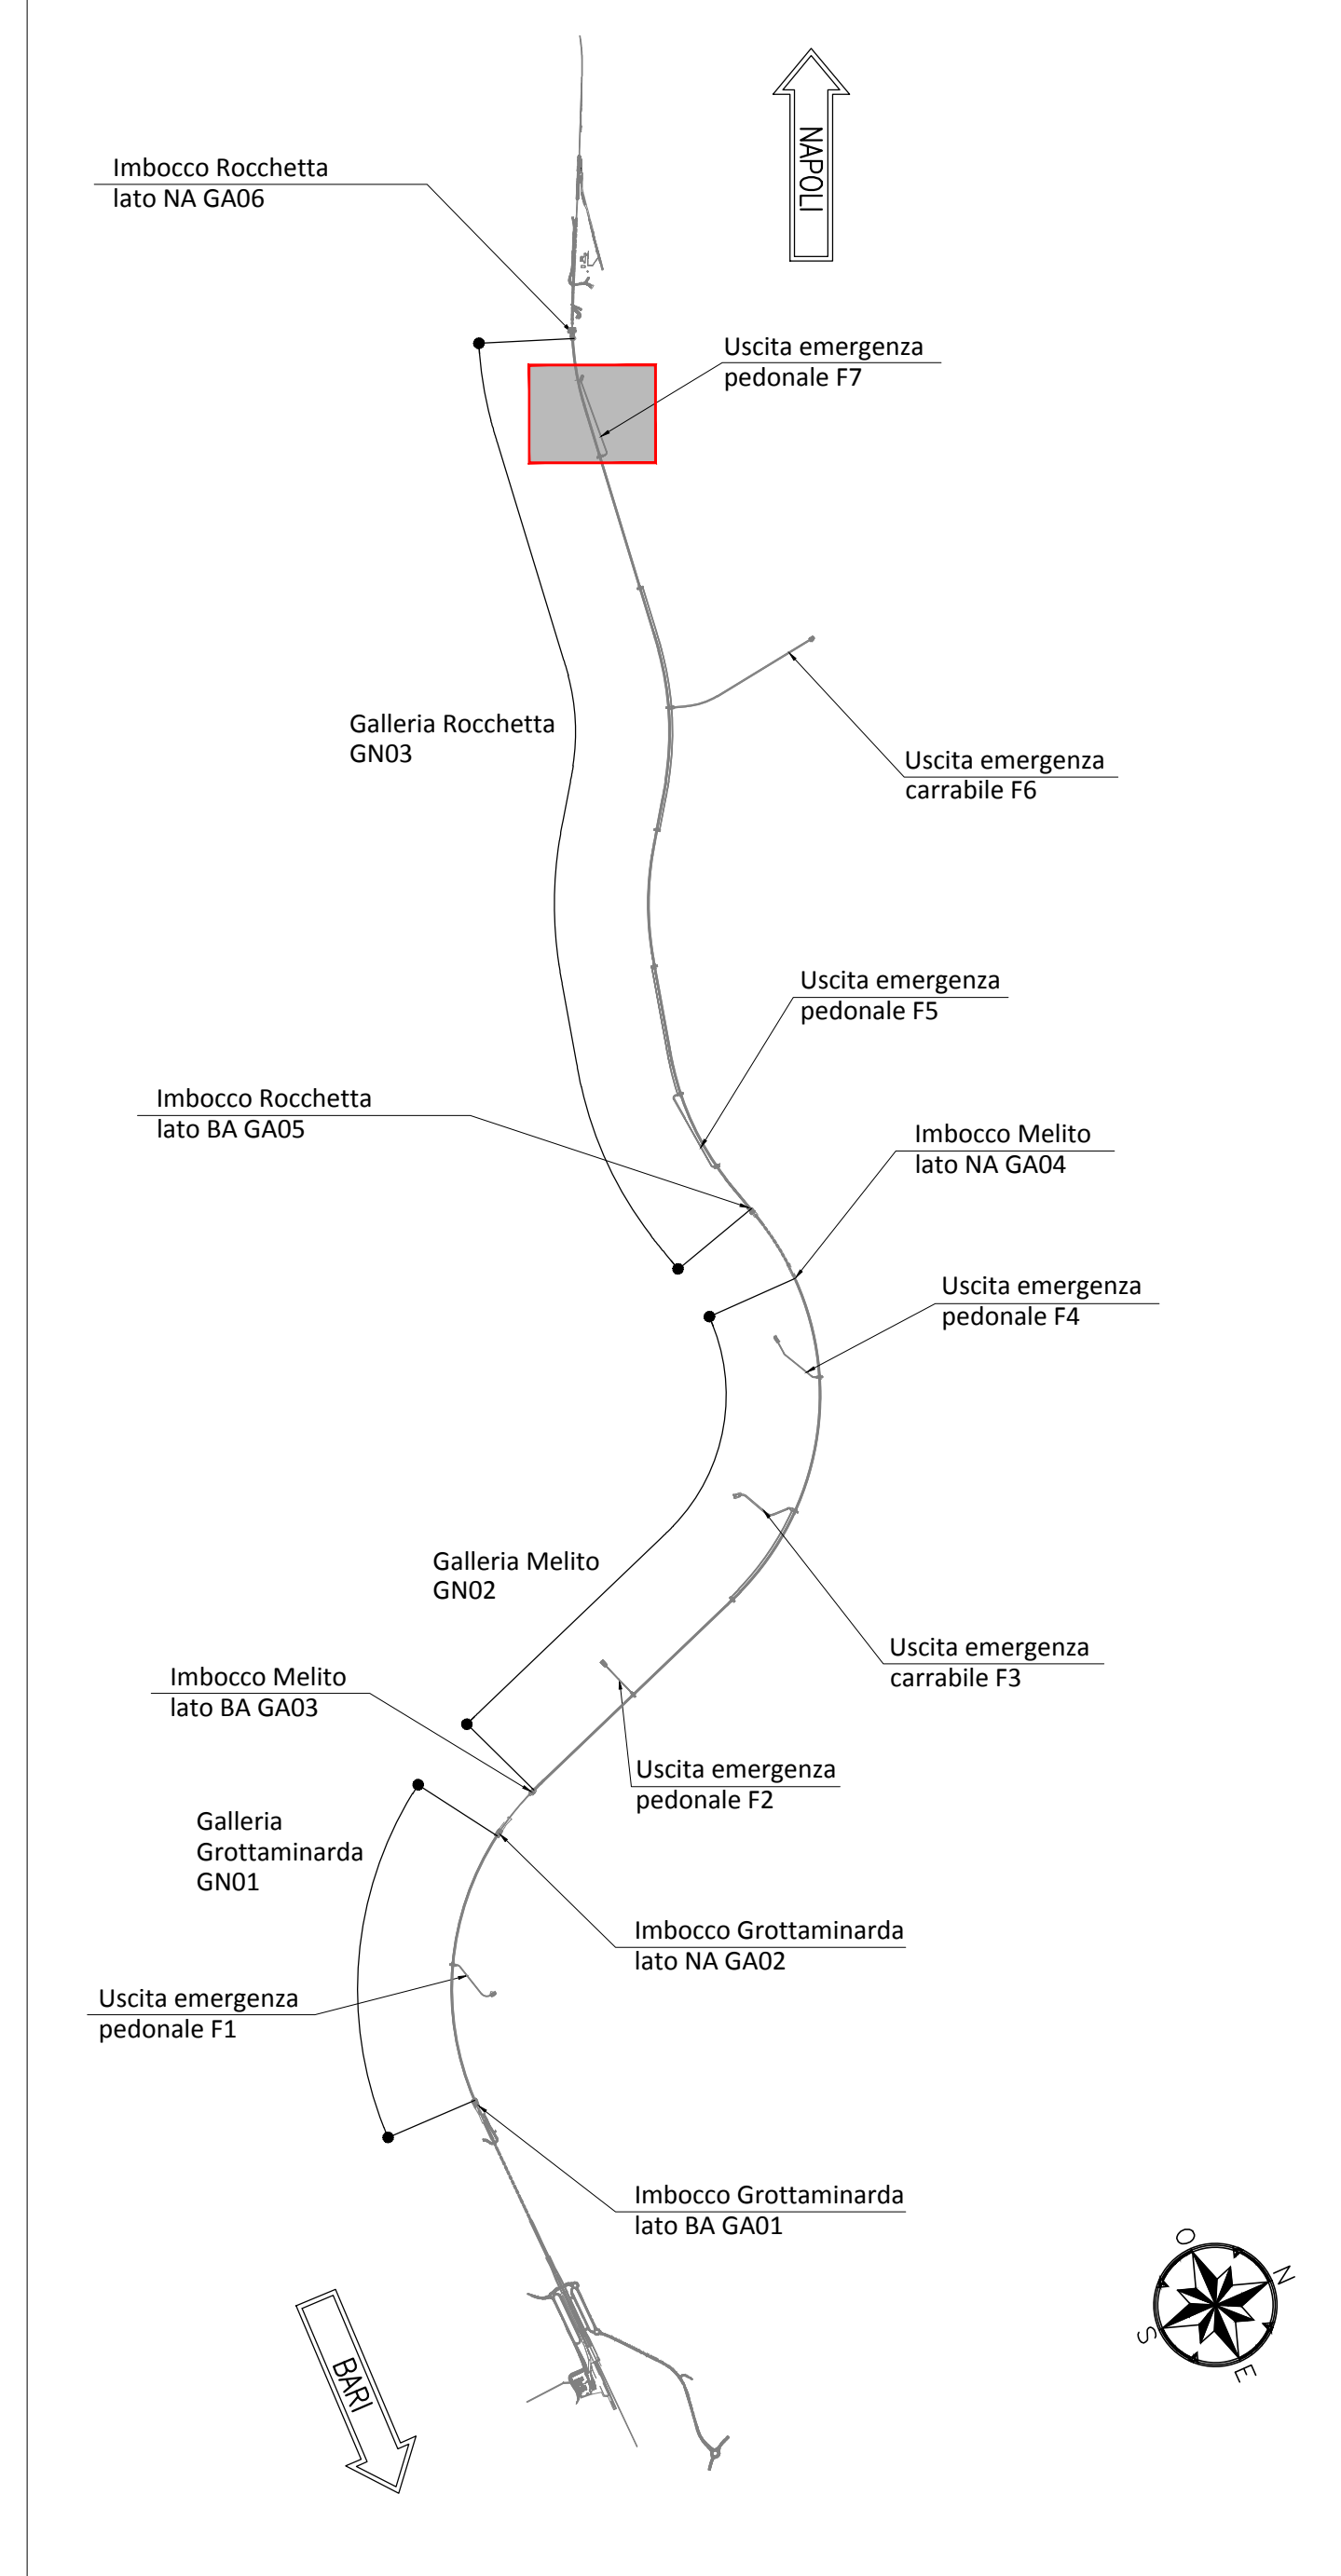 NAPOLI
Imbocco Rocchetta
lato NA GA06
Uscita emergenza
pedonale F7
Galleria Rocchetta
GN03
Uscita emergenza
carrabile F6
Uscita emergenza
pedonale F5
Imbocco Rocchetta
lato BA GA05
Imbocco Melito
lato NA GA04
Uscita emergenza
pedonale F4
Galleria Melito
GN02
Uscita emergenza
carrabile F3
Imbocco Melito
lato BA GA03
Uscita emergenza
pedonale F2
Galleria
Grottaminarda
GN01
Imbocco Grottaminarda
lato NA GA02
Uscita emergenza
pedonale F1
Imbocco Grottaminarda
lato BA GA01
BARI
O
N
S
E